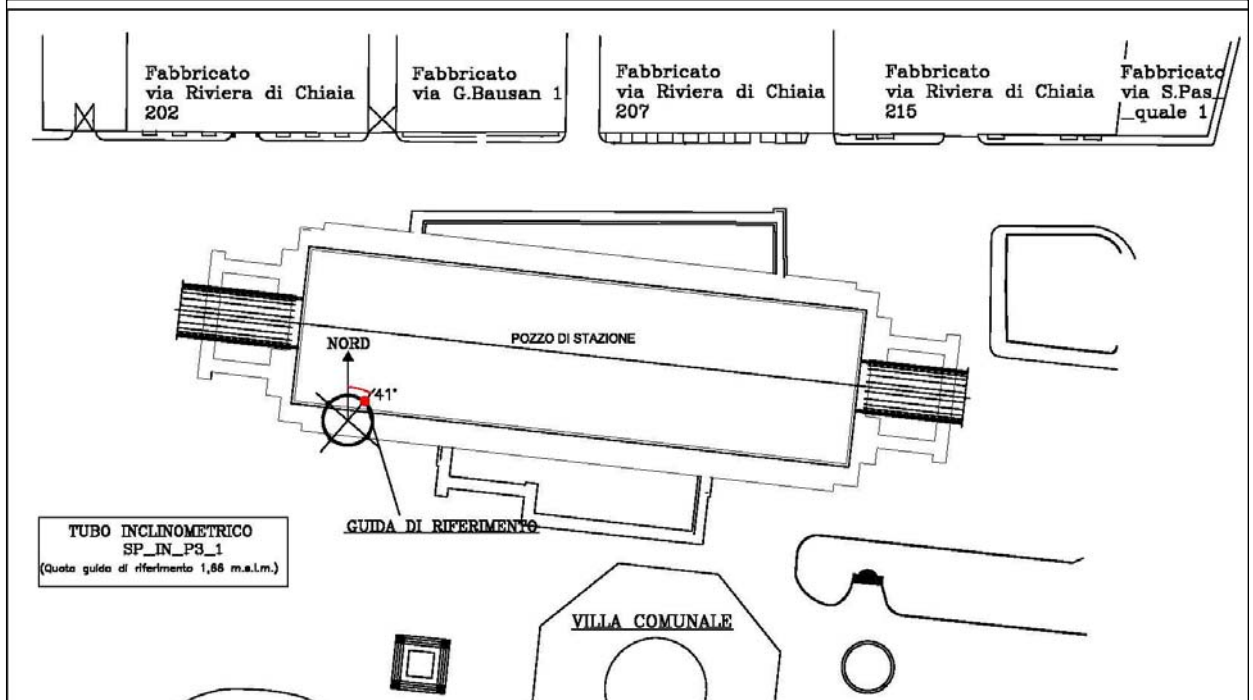 Fabbricato
via Riviera di Chiaia
202
Fabbricato
via G.Bausan 1
Fabbricato
via Riviera di Chiaia
207
Fabbricato
via Riviera di Chiaia
215
Fabbricato
via S.Pas
_quale 1
POZZO DI STAZIONE
NORD
41°
GUIDA DI RIFERIMENTO
TUBO INCLINOMETRICO
SP_IN_P3_1
(Quota guida di riferimento 1,66 m.s.l.m.)
VILLA COMUNALE